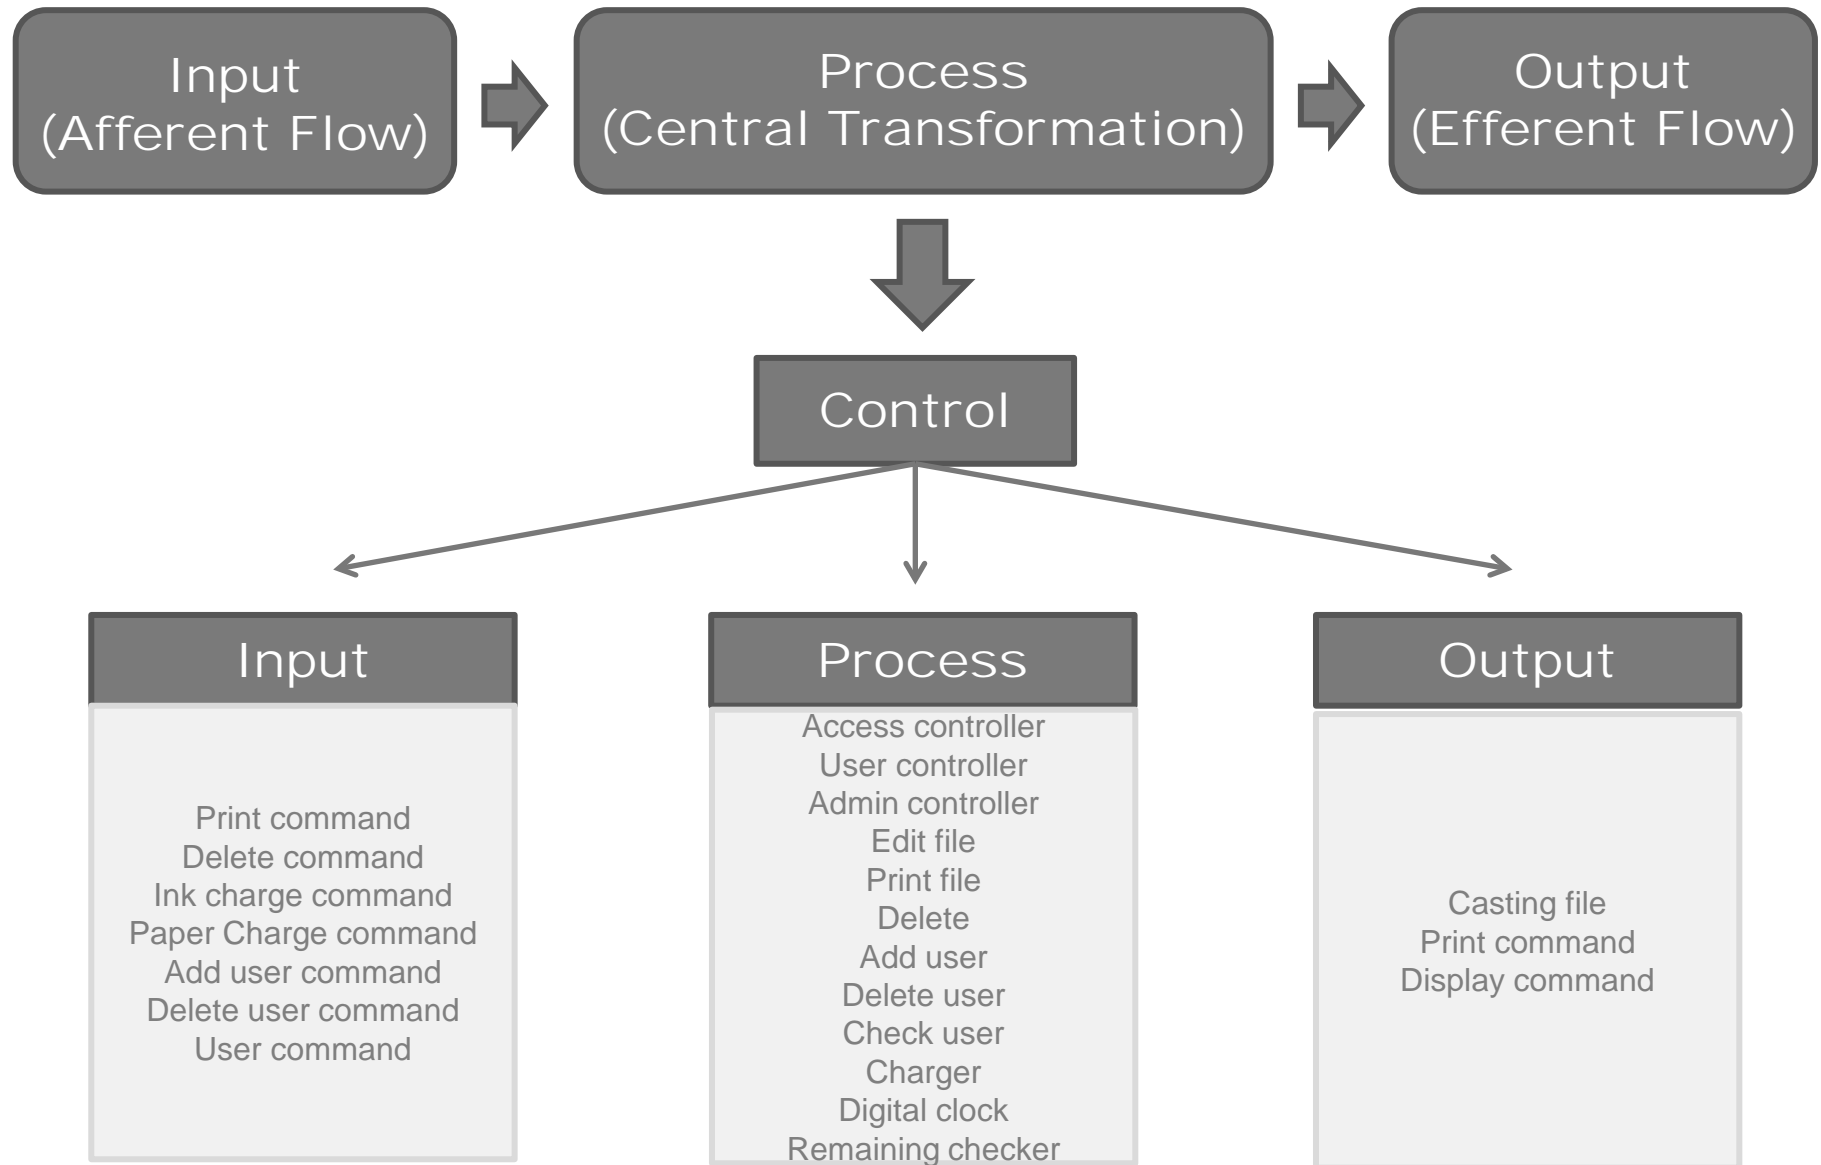 Input
(Afferent Flow)
Process
(Central Transformation)
Output
(Efferent Flow)
Control
Input
Print command
Delete command
Ink charge command
Paper Charge command
Add user command
Delete user command
User command
Process
Access controller
User controller
Admin controller
Edit file
Print file
Delete
Add user
Delete user
Check user
Charger
Digital clock
Remaining checker
Output
Casting file
Print command
Display command